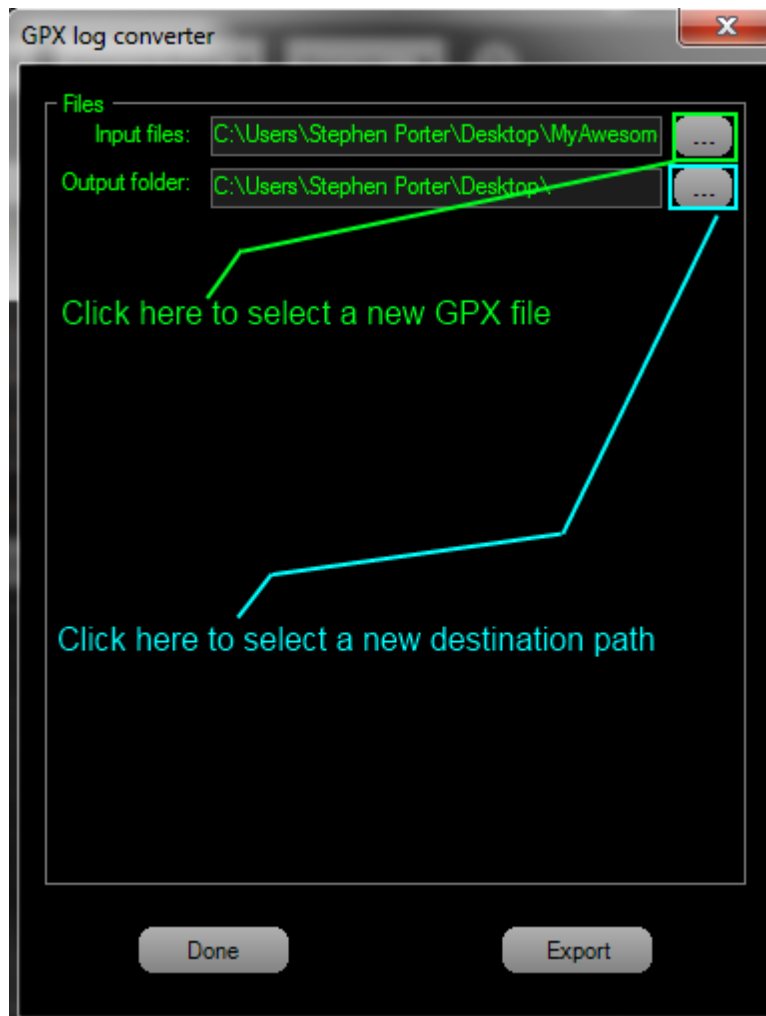 GPX log converter
x
Files
Input files: C:\Users\Stephen Porter\Desktop\MyAwesom ...
Output folder: C:\Users\Stephen Porter\Desktop\ ...
Click here to select a new GPX file
Click here to select a new destination path
Done Export